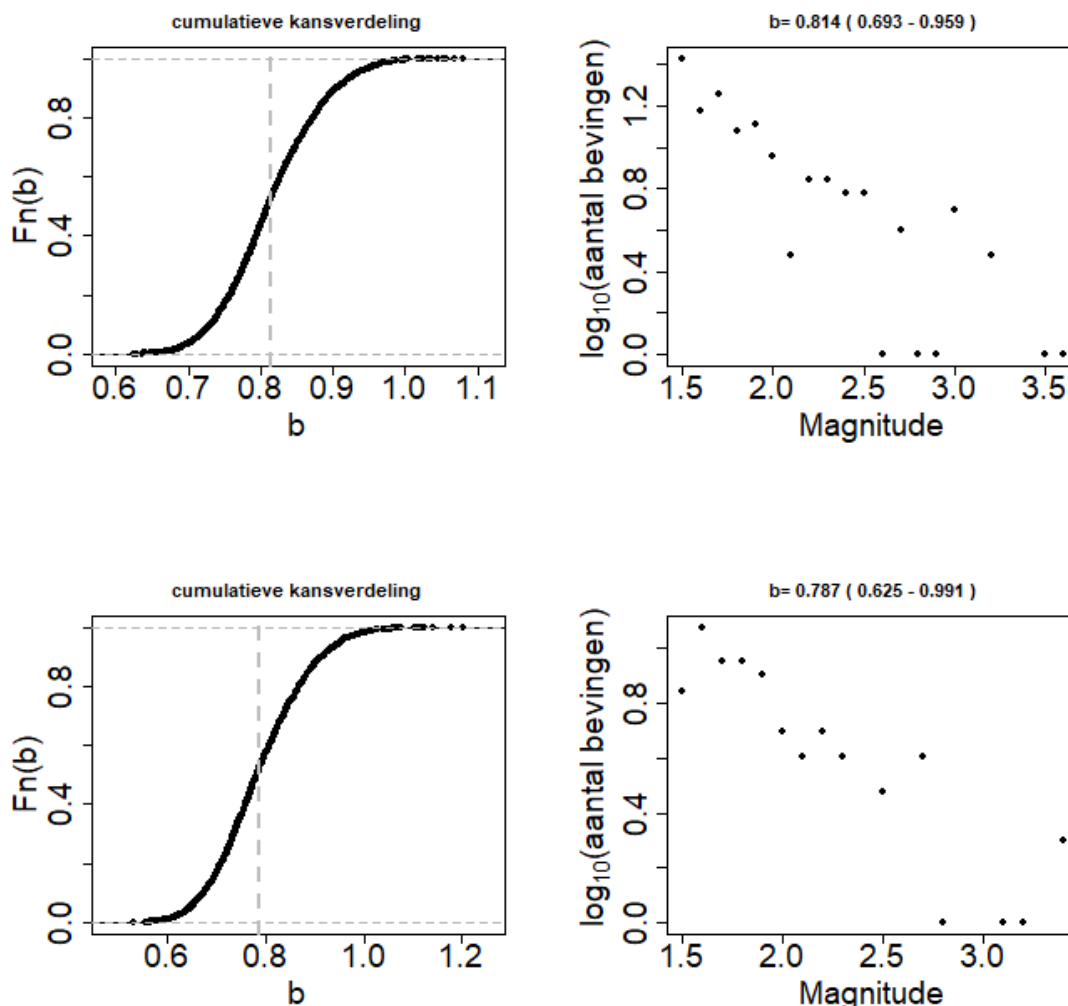 cumulatieve kansverdeling
Fn(b)
0.0 0.4 0.8
0.6 0.7 0.8 0.9 1.0 1.1
b
b= 0.814 ( 0.693 - 0.959 )
log10(aantal bevingen)
0.0 0.4 0.8 1.2
1.5 2.0 2.5 3.0 3.5
Magnitude
cumulatieve kansverdeling
Fn(b)
0.0 0.4 0.8
0.6 0.8 1.0 1.2
b
b= 0.787 ( 0.625 - 0.991 )
log10(aantal bevingen)
0.0 0.4 0.8
1.5 2.0 2.5 3.0
Magnitude